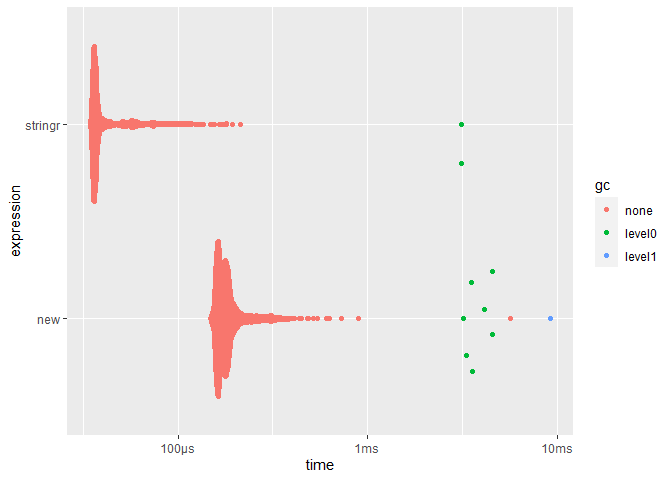 expression
stringr
new
100µs
1ms
10ms
time
gc
none
level0
level1